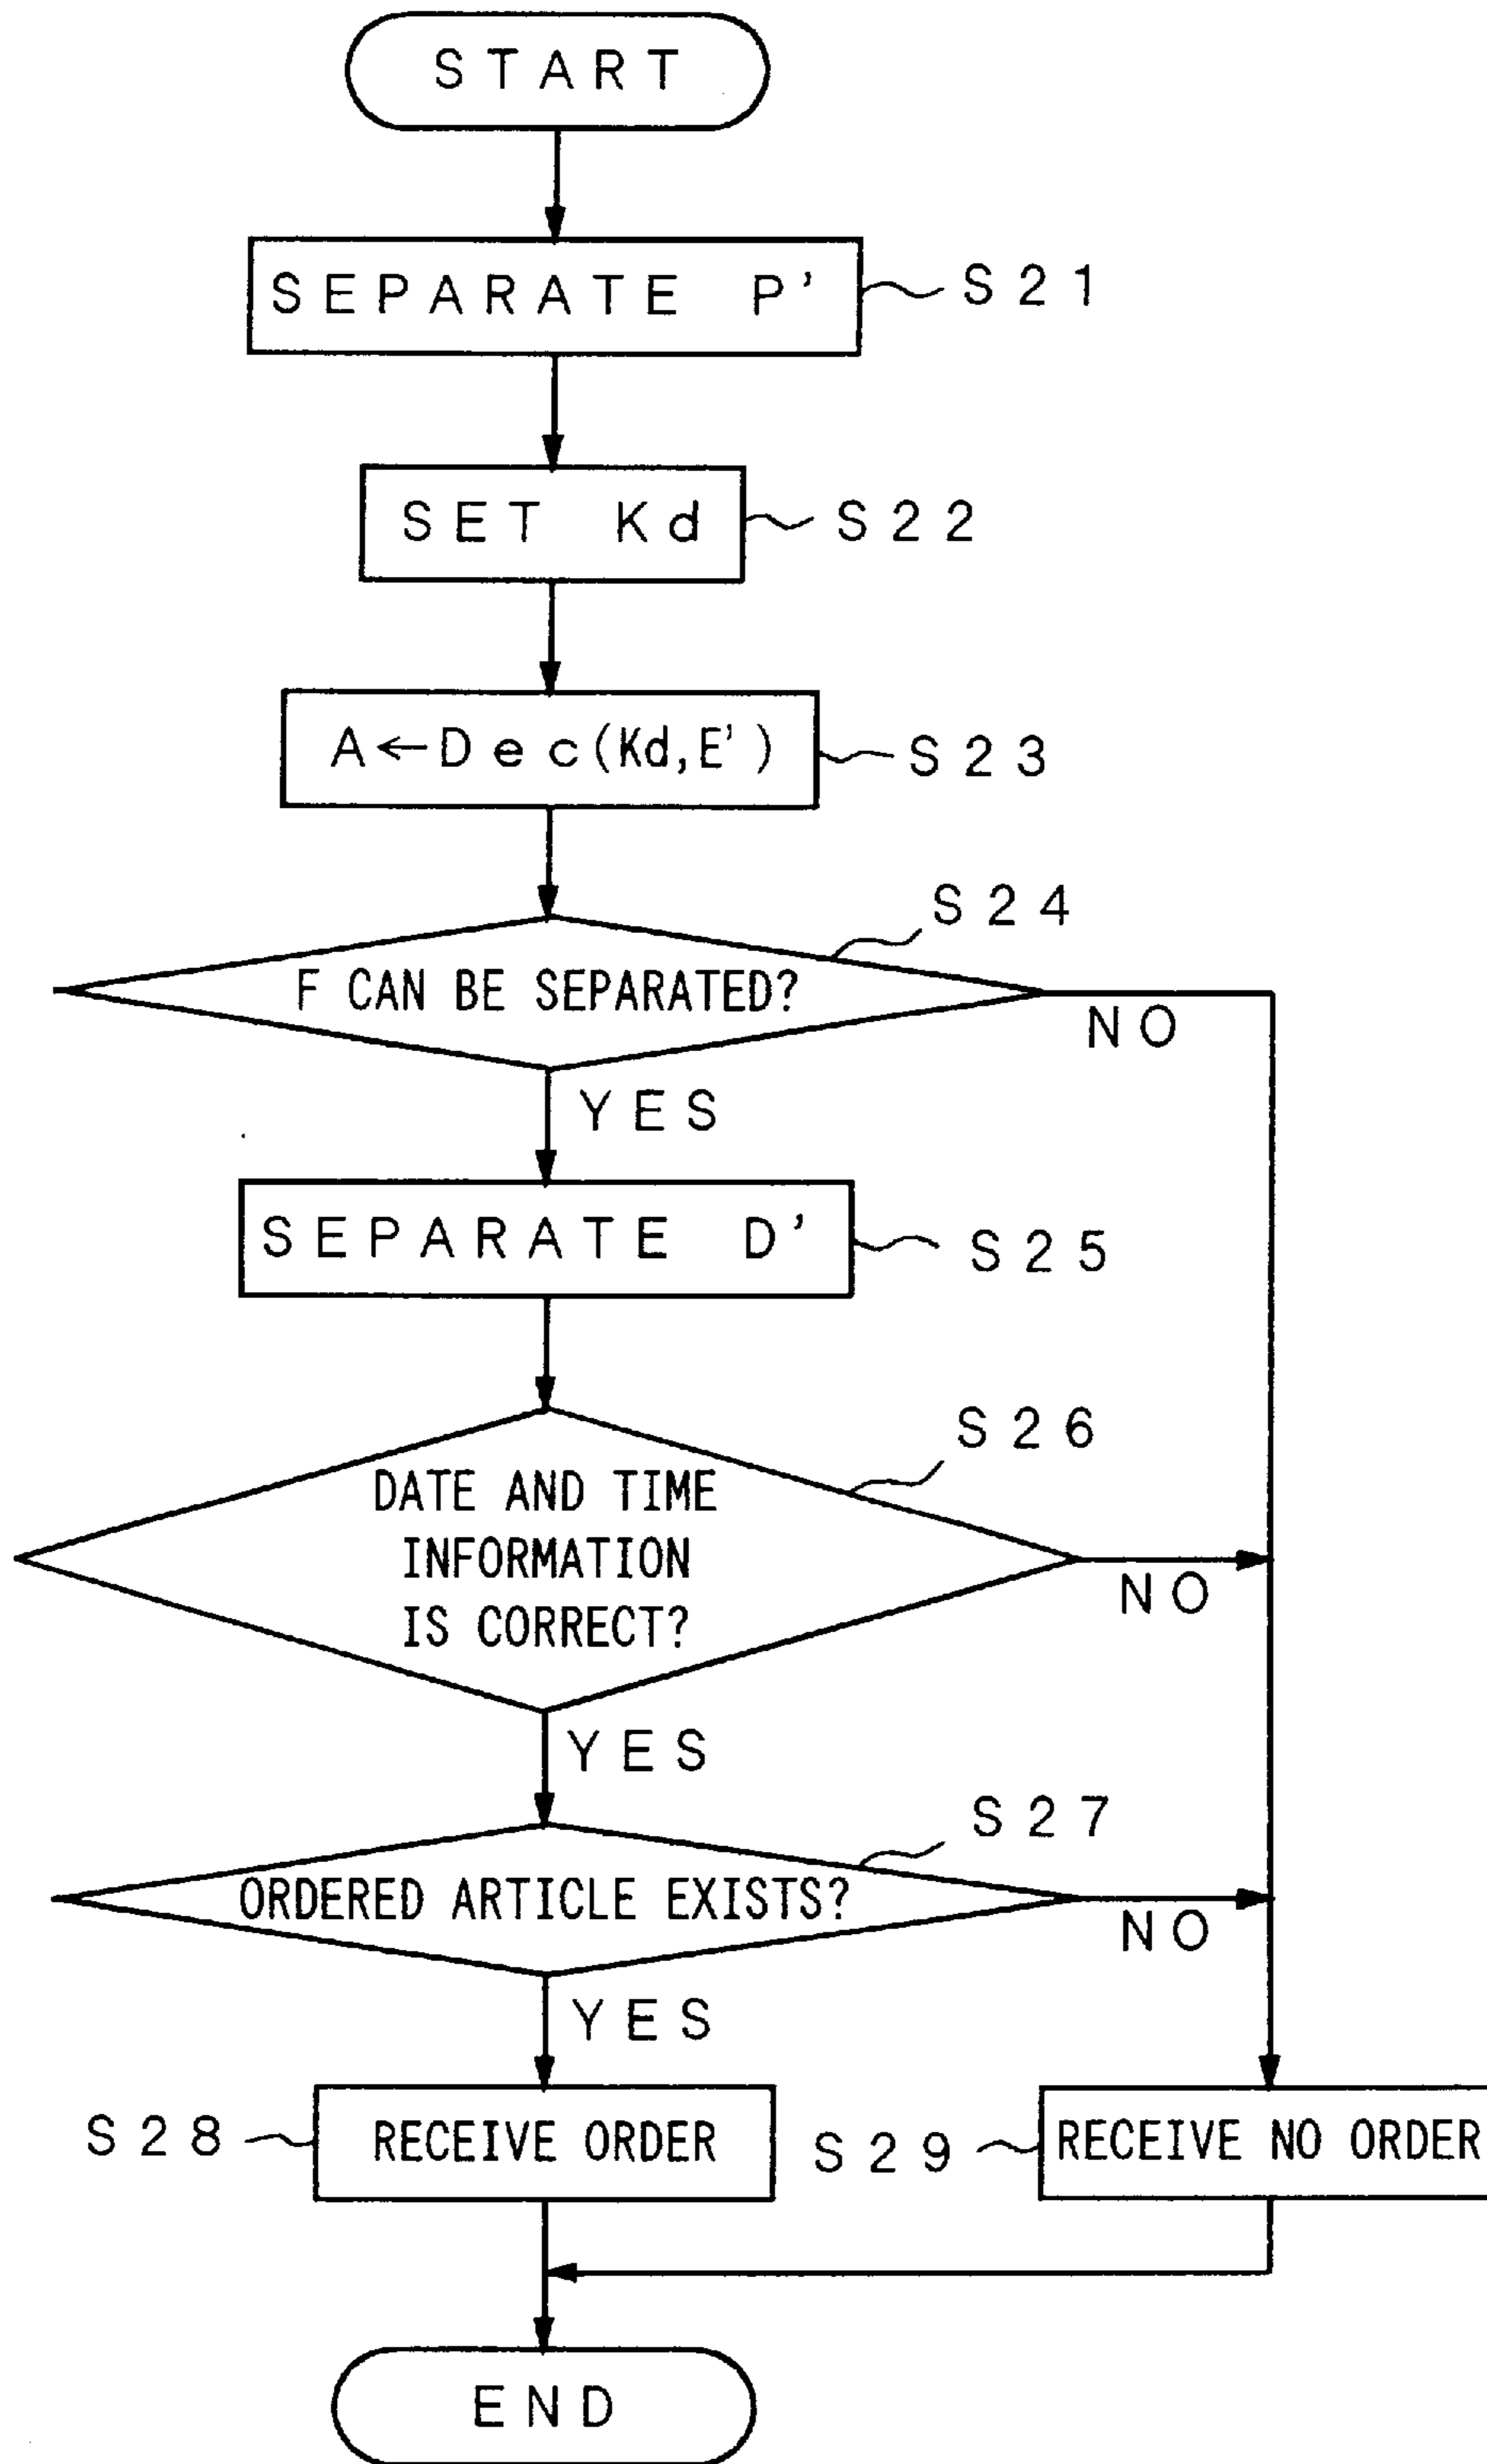 START
SEPARATE P'
S21
SET Kd
S22
A←Dec(Kd,E')
S23
S24
F CAN BE SEPARATED?
NO
YES
SEPARATE D'
S25
S26
DATE AND TIME
INFORMATION
IS CORRECT?
NO
YES
S27
ORDERED ARTICLE EXISTS?
NO
YES
S28
RECEIVE ORDER
S29
RECEIVE NO ORDER
END